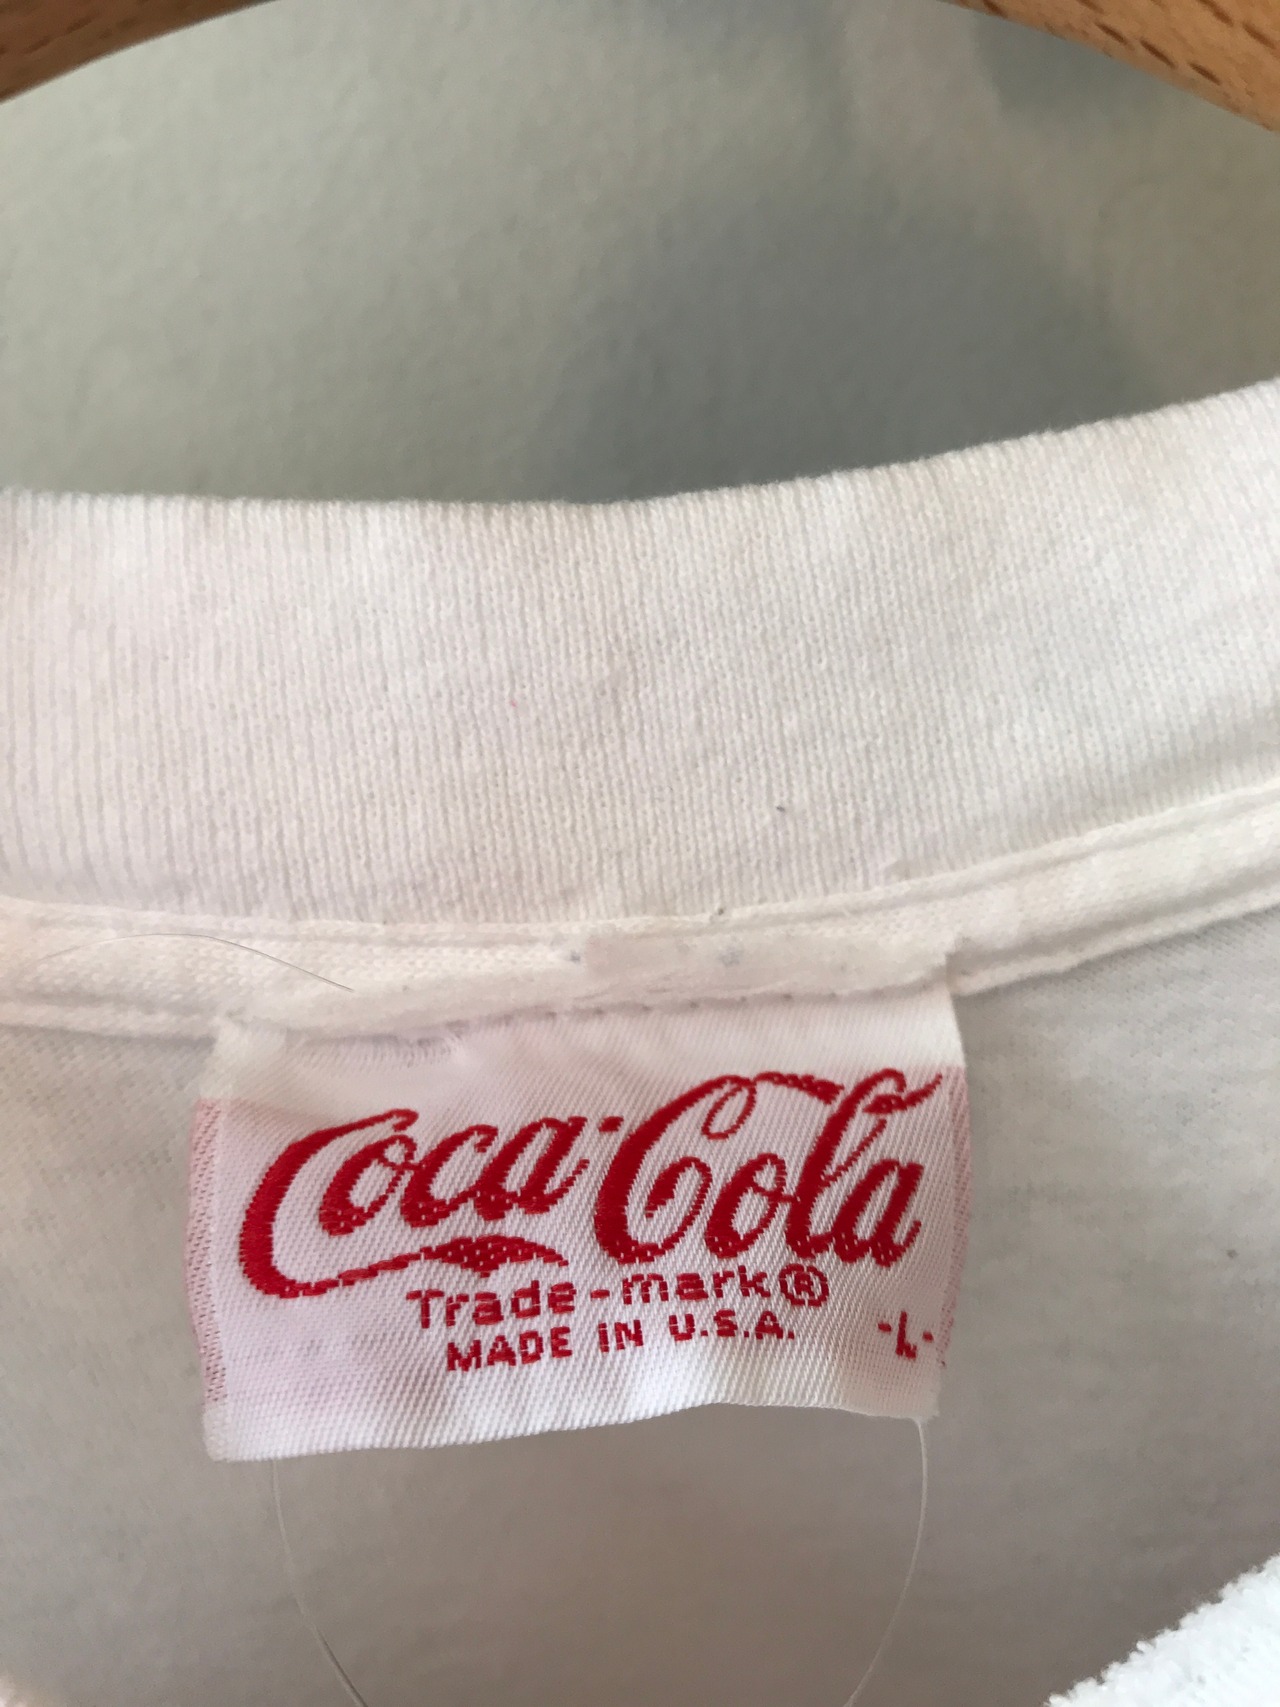 Coca-Cola
Trade-mark®
MADE IN U.S.A.
-L-